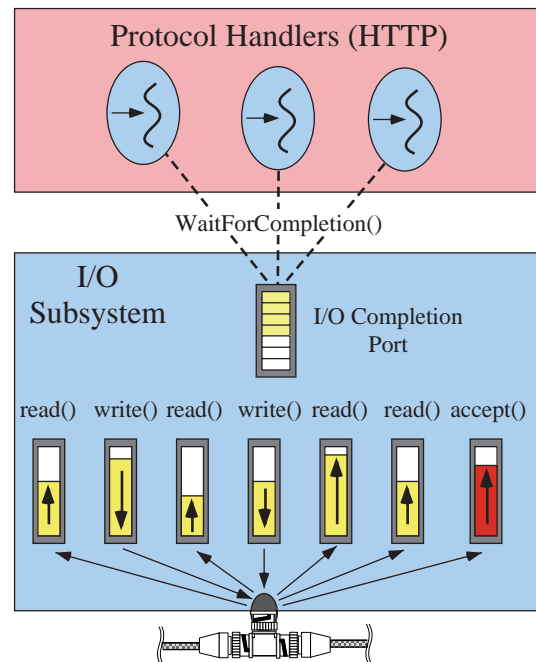 Protocol Handlers (HTTP)
WaitForCompletion()
I/O
Subsystem
I/O Completion
Port
read() write() read() write() read() read() accept()